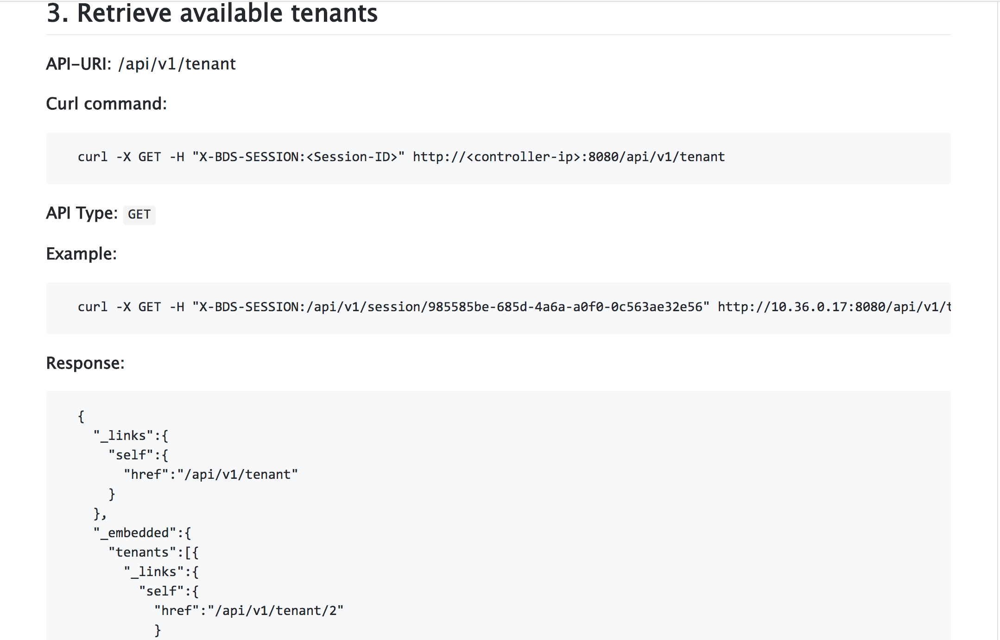 3. Retrieve available tenants
API-URI: /api/v1/tenant
Curl command:
curl -X GET -H "X-BDS-SESSION:<Session-ID>" http://<controller-ip>:8080/api/v1/tenant
API Type: GET
Example:
curl -X GET -H "X-BDS-SESSION:/api/v1/session/985585be-685d-4a6a-a0f0-0c563ae32e56" http://10.36.0.17:8080/api/v1/t
Response:
{
"_links":{
"self":{
"href":"/api/v1/tenant"
}
},
"_embedded":{
"tenants":[{
"_links":{
"self":{
"href":"/api/v1/tenant/2"
}